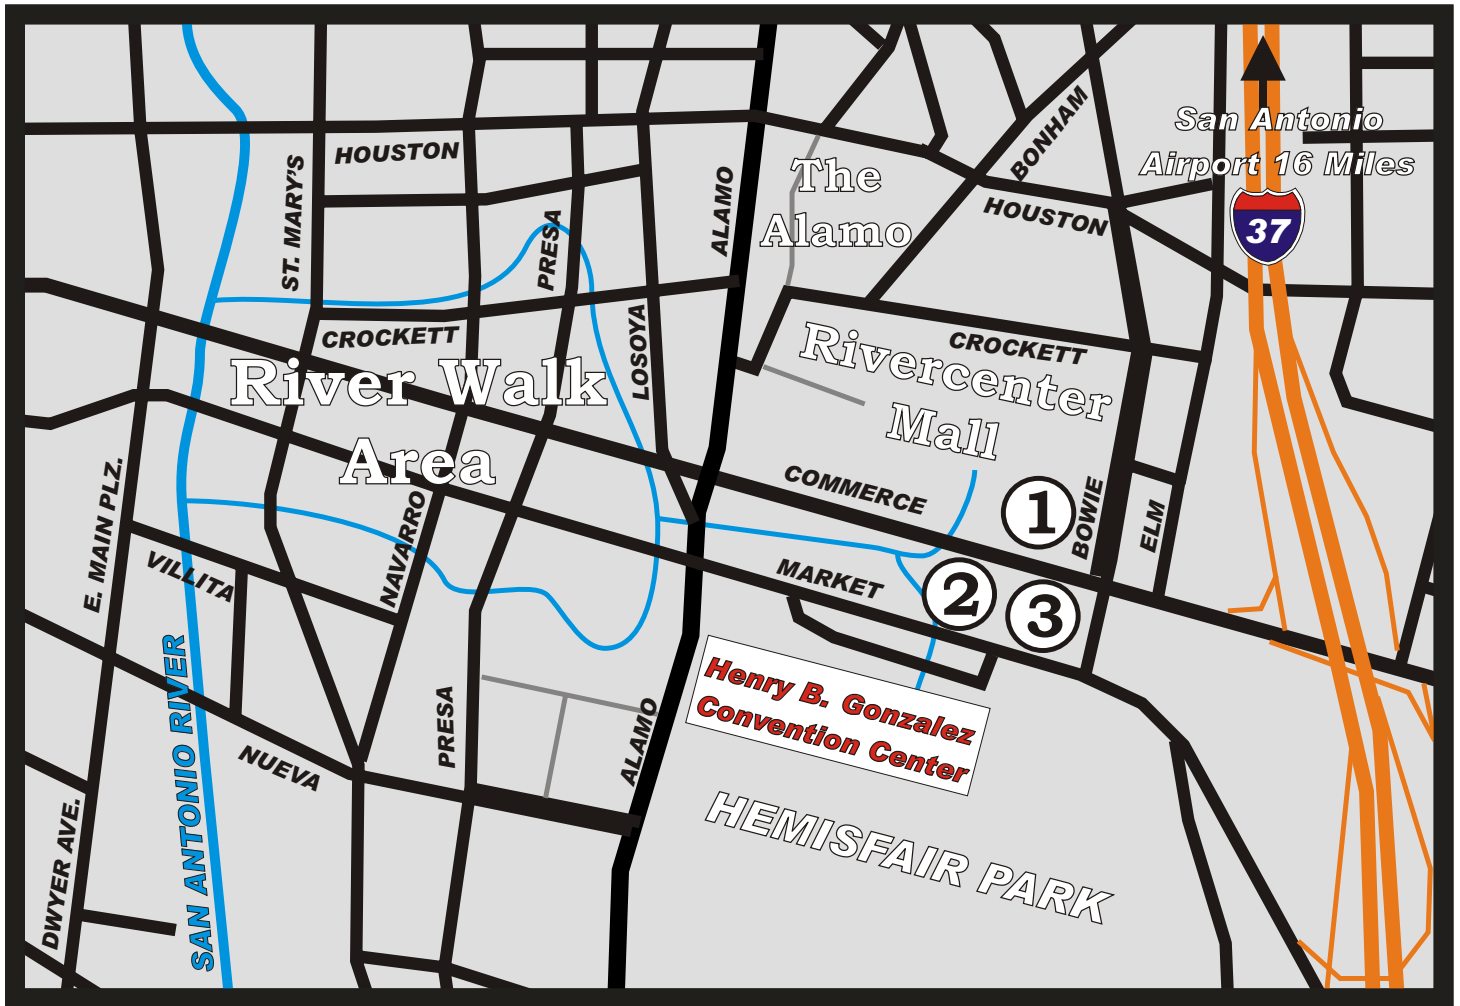 San Antonio
Airport 16 Miles
37
BONHAM
HOUSTON
HOUSTON
ST. MARY'S
PRESA
ALAMO
The
Alamo
CROCKETT
LOSOYA
CROCKETT
Rivercenter
Mall
River Walk
Area
COMMERCE
1
BOWIE
ELM
E. MAIN PLZ.
VILLITA
NAVARRO
MARKET
2
3
SAN ANTONIO RIVER
NUEVA
PRESA
ALAMO
Henry B. Gonzalez
Convention Center
HEMISFAIR PARK
DWYER AVE.